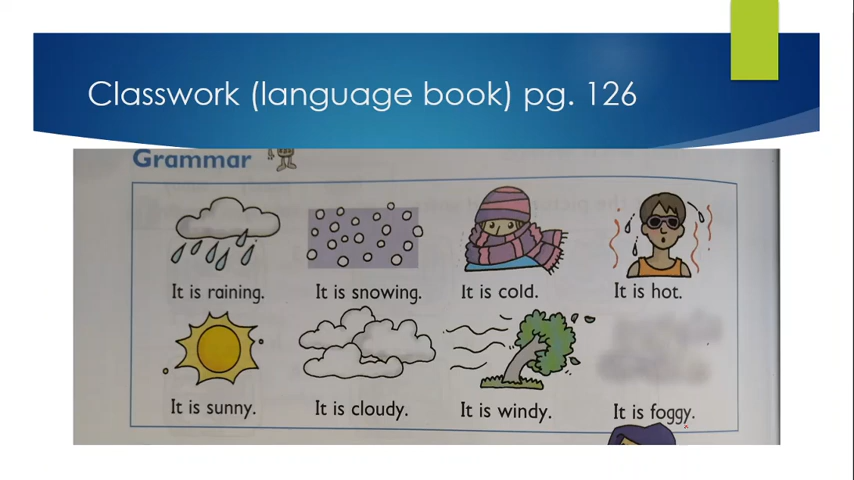 Classwork (language book) pg. 126
Grammar
It is raining. It is snowing. It is cold. It is hot.
It is sunny. It is cloudy. It is windy. It is foggy.